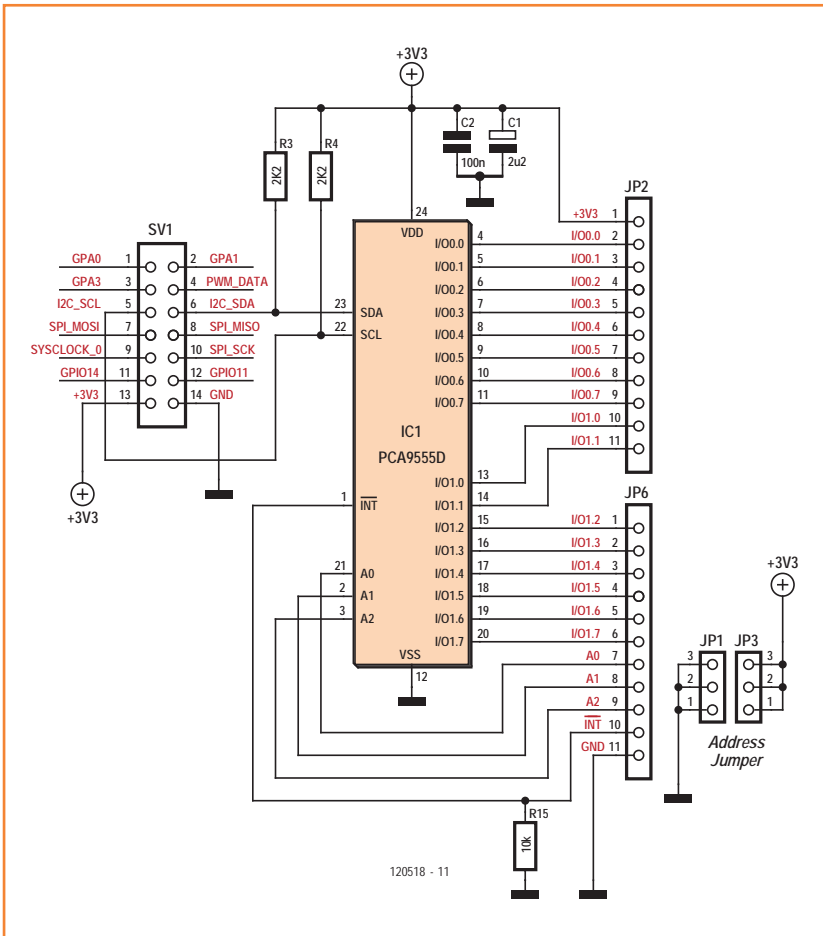 +3V3
C2
C1
100n
2u2
R3
2K2
R4
2K2
JP2
SV1
GPA0 1 2 GPA1
GPA3 3 4 PWM_DATA
I2C_SCL 5 6 I2C_SDA
SPI_MOSI 7 8 SPI_MISO
SYSCLOCK_0 9 10 SPI_SCK
GPIO14 11 12 GPIO11
+3V3 13 14 GND
+3V3
24
VDD
23 SDA
22 SCL
IC1
PCA9555D
1 INT
21 A0
2 A1
3 A2
VSS
12
I/O0.0 4
I/O0.1 5
I/O0.2 6
I/O0.3 7
I/O0.4 8
I/O0.5 9
I/O0.6 10
I/O0.7 11
I/O1.0 13
I/O1.1 14
I/O1.2 15
I/O1.3 16
I/O1.4 17
I/O1.5 18
I/O1.6 19
I/O1.7 20
+3V3 1
I/O0.0 2
I/O0.1 3
I/O0.2 4
I/O0.3 5
I/O0.4 6
I/O0.5 7
I/O0.6 8
I/O0.7 9
I/O1.0 10
I/O1.1 11
JP6
I/O1.2 1
I/O1.3 2
I/O1.4 3
I/O1.5 4
I/O1.6 5
I/O1.7 6
A0 7
A1 8
A2 9
INT 10
GND 11
+3V3
JP1 JP3
3 3
2 2
1 1
Address
Jumper
R15
10k
120518 - 11